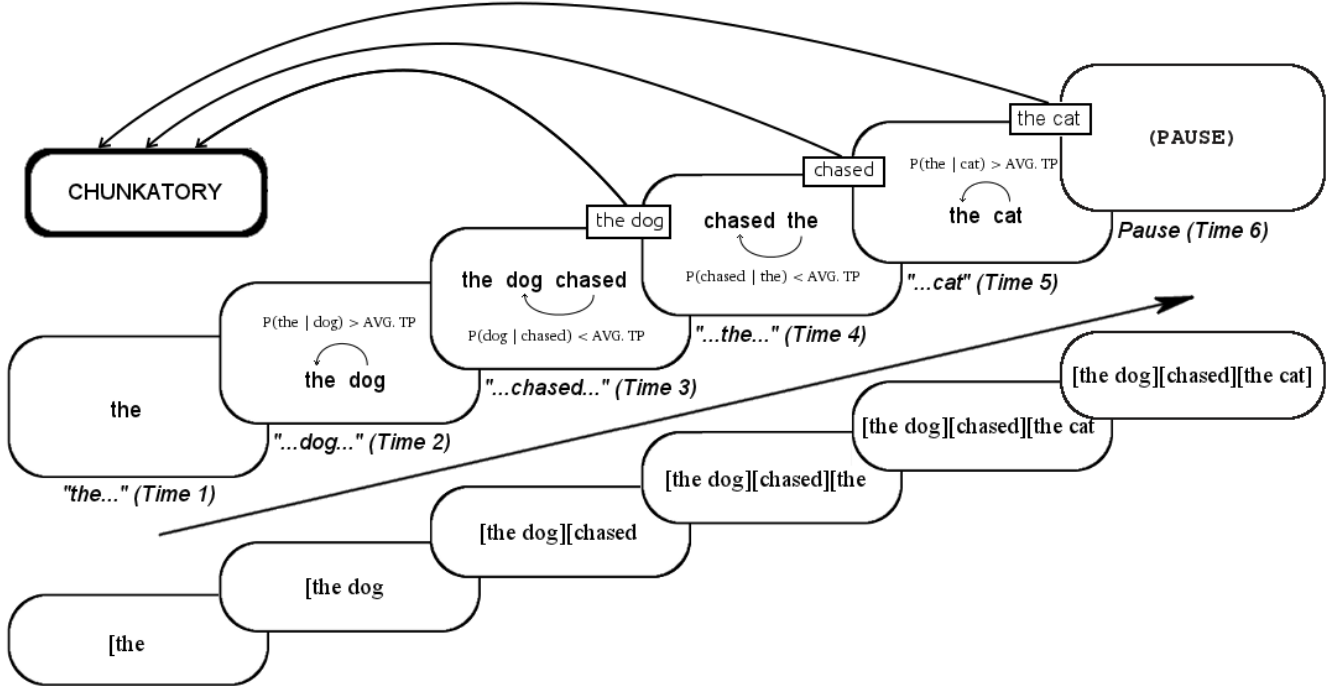 the cat
(PAUSE)
chased
P(the | cat) > AVG. TP
CHUNKATORY
the dog
chased the
the cat
Pause (Time 6)
the dog chased
P(chased | the) < AVG. TP
"...cat" (Time 5)
P(the | dog) > AVG. TP
P(dog | chased) < AVG. TP
"...the..." (Time 4)
the
the dog
"...chased..." (Time 3)
[the dog][chased][the cat]
"...dog..." (Time 2)
[the dog][chased][the cat
"the..." (Time 1)
[the dog][chased][the
[the dog][chased
[the dog
[the